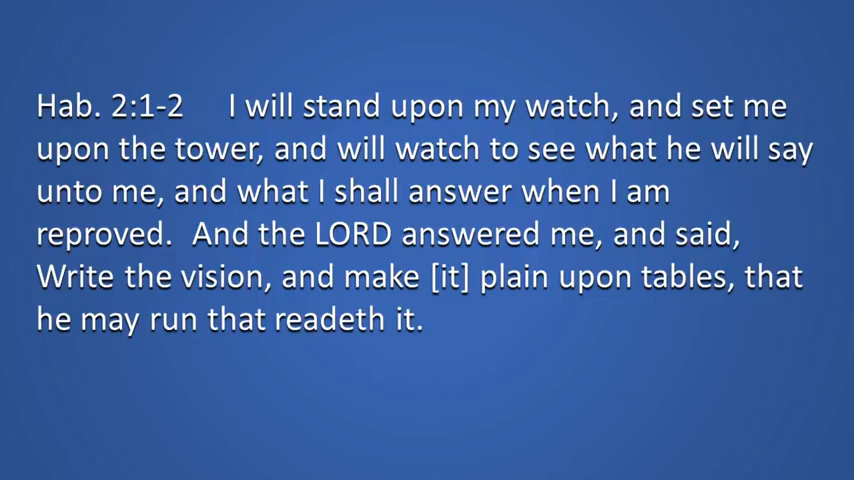 Hab. 2:1-2 I will stand upon my watch, and set me
upon the tower, and will watch to see what he will say
unto me, and what I shall answer when I am
reproved. And the LORD answered me, and said,
Write the vision, and make [it] plain upon tables, that
he may run that readeth it.